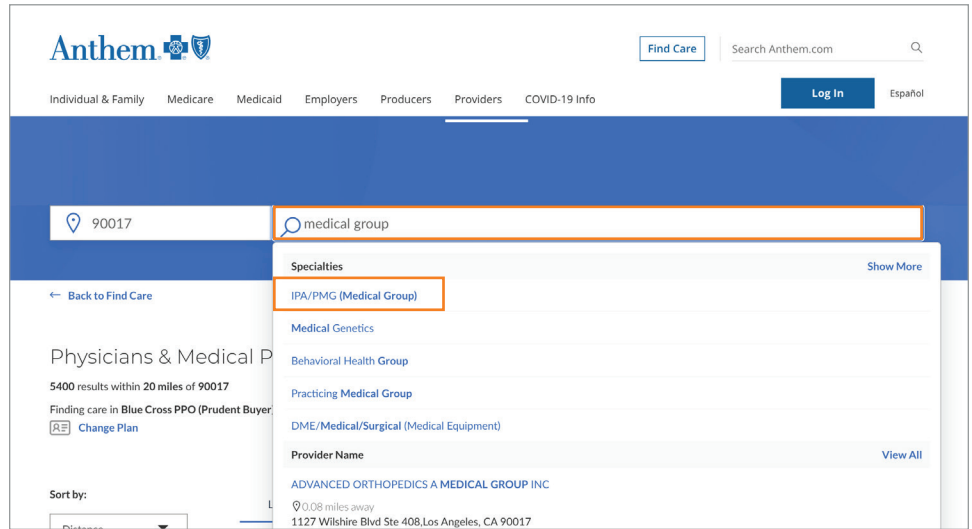 Anthem
Find Care
Search Anthem.com
Individual & Family Medicare Medicaid Employers Producers Providers COVID-19 Info
Log In
Español
90017
medical group
Specialties
Show More
IPA/PMG (Medical Group)
Medical Genetics
Behavioral Health Group
Practicing Medical Group
DME/Medical/Surgical (Medical Equipment)
Provider Name
View All
ADVANCED ORTHOPEDICS A MEDICAL GROUP INC
0.08 miles away
1127 Wilshire Blvd Ste 408,Los Angeles, CA 90017
← Back to Find Care
Physicians & Medical P
5400 results within 20 miles of 90017
Finding care in Blue Cross PPO (Prudent Buyer
Change Plan
Sort by:
L
Distance